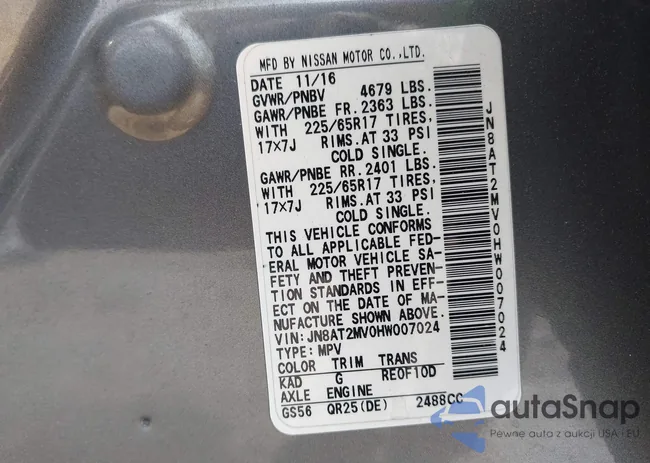 MFD BY NISSAN MOTOR CO.,LTD.
DATE 11/16
GVWR/PNBV 4679 LBS.
GAWR/PNBE FR. 2363 LBS.
WITH 225/65R17 TIRES,
17×7J RIMS.AT 33 PSI
COLD SINGLE.
GAWR/PNBE RR. 2401 LBS.
WITH 225/65R17 TIRES,
17×7J RIMS.AT 33 PSI
COLD SINGLE.
THIS VEHICLE CONFORMS
TO ALL APPLICABLE FED-
ERAL MOTOR VEHICLE SA-
FETY AND THEFT PREVEN-
TION STANDARDS IN EFF-
ECT ON THE DATE OF MA-
NUFACTURE SHOWN ABOVE.
VIN:JN8AT2MV0HW007024
TYPE:MPV
COLOR TRIM TRANS
KAD G RE0F10D
AXLE ENGINE
GS56 QR25(DE) 2488CC
JN8AT2MV0HW007024
autoSnap
Pewne auto z aukcji USA i EU